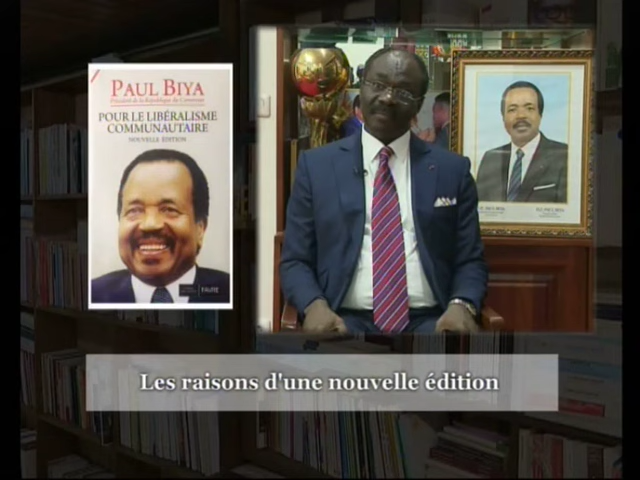 PAUL BIYA
Président de la République du Cameroun
POUR LE LIBÉRALISME
COMMUNAUTAIRE
NOUVELLE ÉDITION
Les raisons d'une nouvelle édition